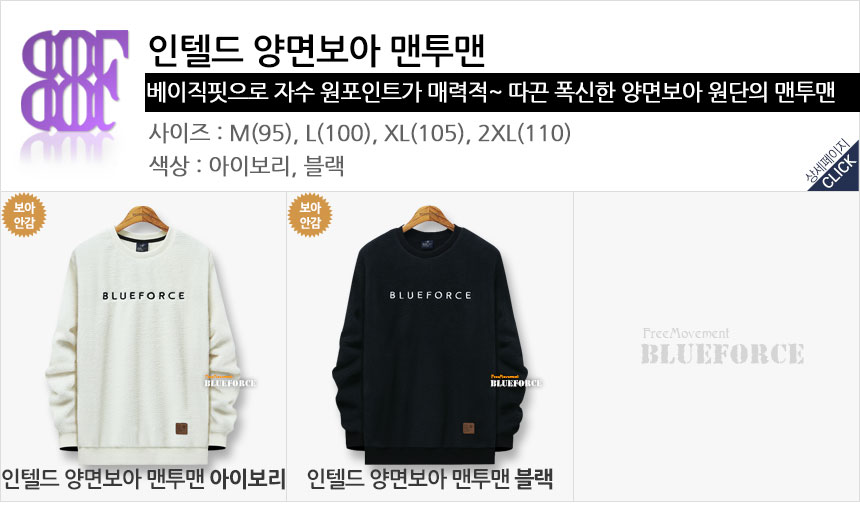 인텔드 양면보아 맨투맨
베이직핏으로 자수 원포인트가 매력적~ 따끈 폭신한 양면보아 원단의 맨투맨
사이즈 : M(95), L(100), XL(105), 2XL(110)
색상 : 아이보리, 블랙
상세페이지
CLICK
보아
안감
BLUEFORCE
FreeMovement
BLUEFORCE
인텔드 양면보아 맨투맨 아이보리
보아
안감
BLUEFORCE
FreeMovement
BLUEFORCE
인텔드 양면보아 맨투맨 블랙
FreeMovement
BLUEFORCE